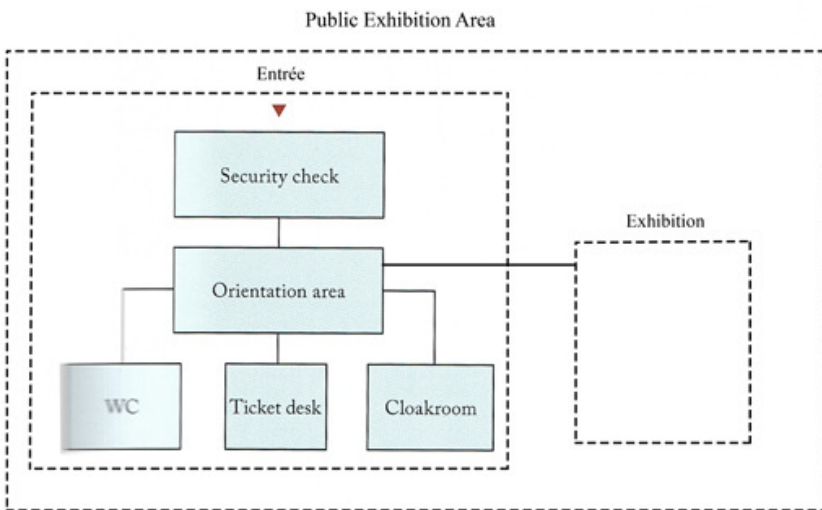 Public Exhibition Area
Entrée
Security check
Exhibition
Orientation area
WC
Ticket desk
Cloakroom